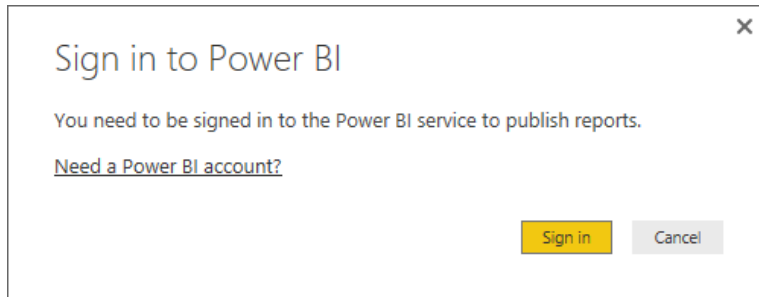 Sign in to Power BI
You need to be signed in to the Power BI service to publish reports.
Need a Power BI account?
Sign in Cancel